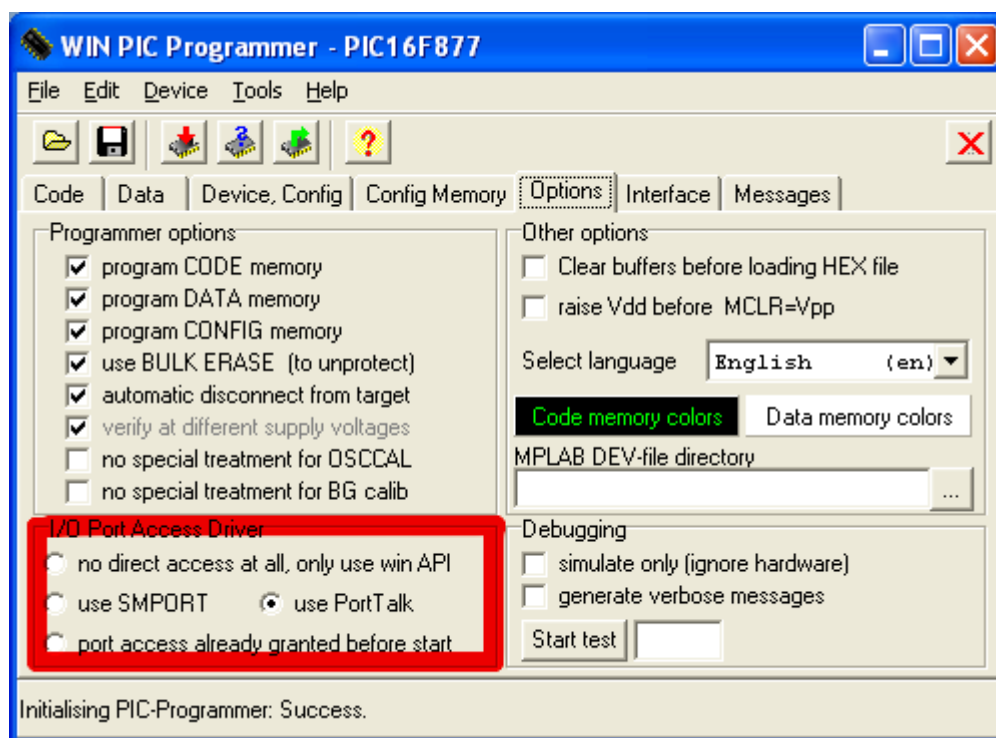 WIN PIC Programmer - PIC16F877
File Edit Device Tools Help
Code Data Device, Config Config Memory Options Interface Messages
Programmer options
program CODE memory
program DATA memory
program CONFIG memory
use BULK ERASE (to unprotect)
automatic disconnect from target
verify at different supply voltages
no special treatment for OSCCAL
no special treatment for BG calib
I/O Port Access Driver
no direct access at all, only use win API
use SMPORT use PortTalk
port access already granted before start
Other options
Clear buffers before loading HEX file
raise Vdd before MCLR=Vpp
Select language English (en)
Code memory colors Data memory colors
MPLAB DEV-file directory
...
Debugging
simulate only (ignore hardware)
generate verbose messages
Start test
Initialising PIC-Programmer: Success.